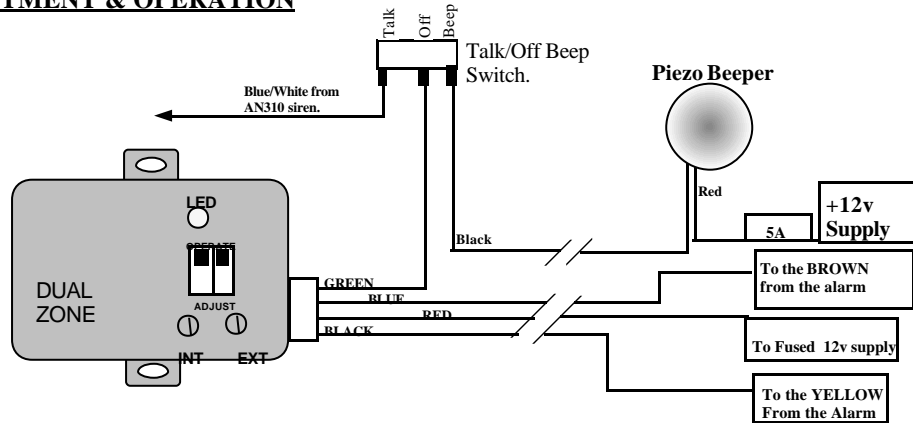 TMENT & OPERATION
Talk
Off
Beep
Talk/Off Beep
Switch.
Blue/White from
AN310 siren.
Piezo Beeper
Red
+12v
Supply
5A
Black
LED
OPERATE
DUAL
ZONE
ADJUST
INT EXT
GREEN
BLUE
RED
BLACK
To the BROWN
from the alarm
To Fused 12v supply
To the YELLOW
From the Alarm